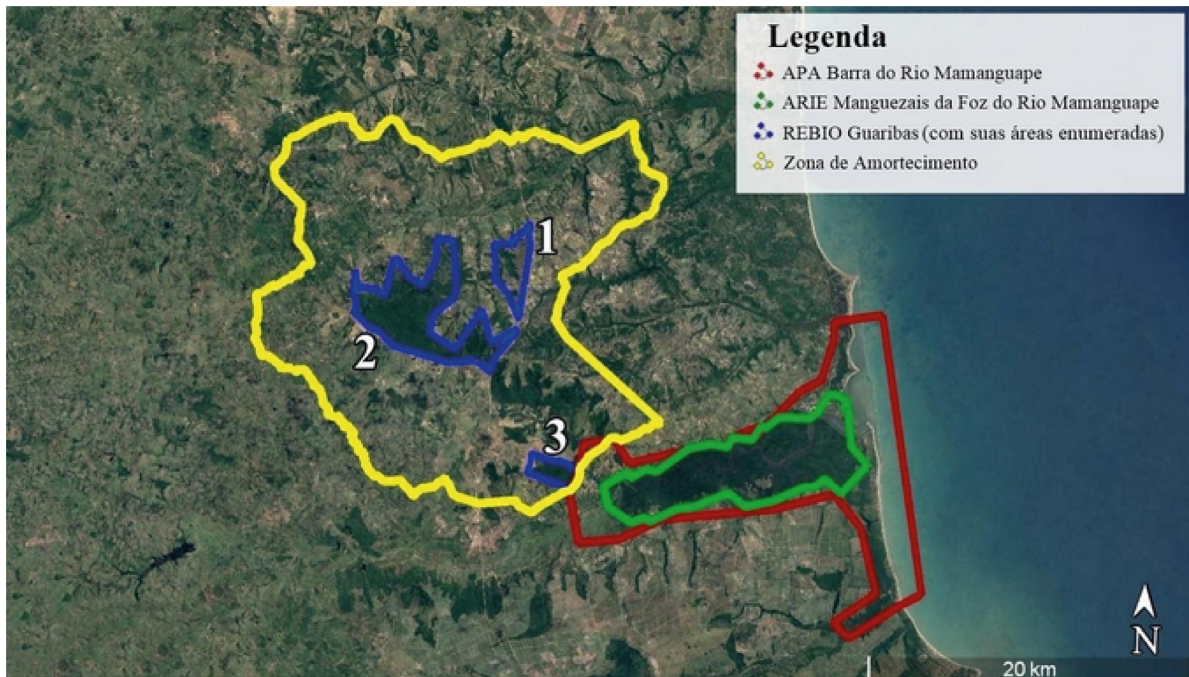 Legenda
APA Barra do Rio Mamanguape
ARIE Manguezais da Foz do Rio Mamanguape
REBIO Guaribas (com suas áreas enumeradas)
Zona de Amortecimento
1
2
3
N
20 km